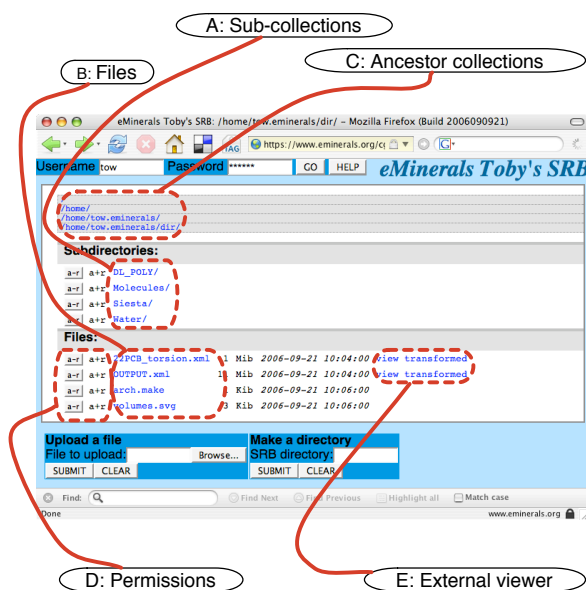 A: Sub-collections
C: Ancestor collections
B: Files
eMinerals Toby's SRB: /home/tow.eminerals/dir/ – Mozilla Firefox (Build 2006090921)
TAG https://www.eminerals.org/cg G
Username tow Password ****** GO HELP eMinerals Toby's SRB
/home/
/home/tow.eminerals/
/home/tow.eminerals/dir/
Subdirectories:
a-r a+r DL_POLY/
a-r a+r Molecules/
a-r a+r Siesta/
a-r a+r Water/
Files:
a-r a+r 22PCB_torsion.xml 1 Mib 2006-09-21 10:04:00 view transformed
a-r a+r OUTPUT.xml Mib 2006-09-21 10:04:00 view transformed
a-r a+r arch.make Kib 2006-09-21 10:06:00
a-r a+r volumes.svg 3 Kib 2006-09-21 10:06:00
Upload a file Make a directory
File to upload: Browse... SRB directory:
SUBMIT CLEAR SUBMIT CLEAR
Find: Find Next Find Previous Highlight all Match case
Done www.eminerals.org
D: Permissions
E: External viewer